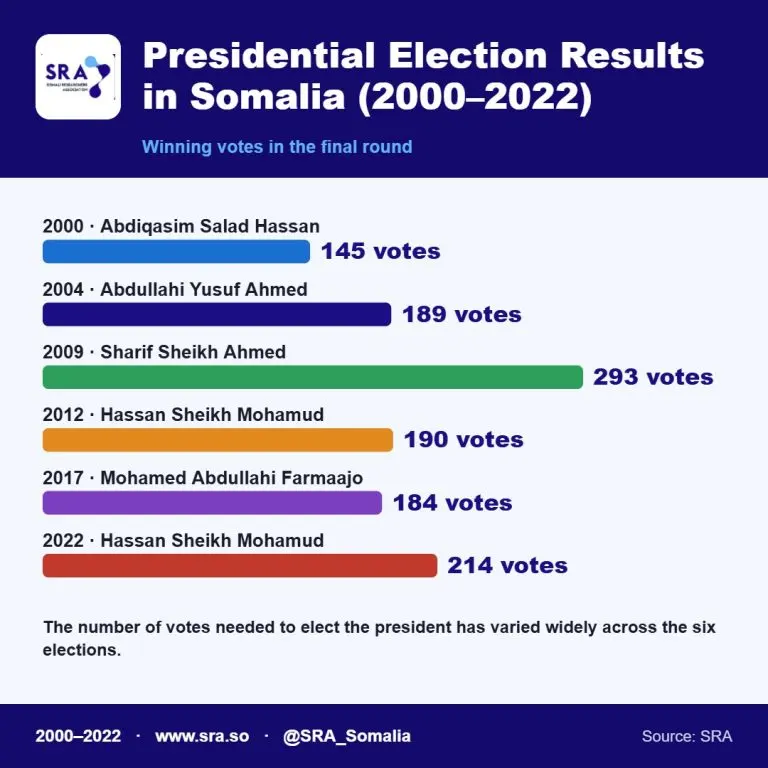 SRA
SOMALI RESEARCHERS
ASSOCIATION
Presidential Election Results
in Somalia (2000–2022)
Winning votes in the final round
2000 · Abdiqasim Salad Hassan
145 votes
2004 · Abdullahi Yusuf Ahmed
189 votes
2009 · Sharif Sheikh Ahmed
293 votes
2012 · Hassan Sheikh Mohamud
190 votes
2017 · Mohamed Abdullahi Farmaajo
184 votes
2022 · Hassan Sheikh Mohamud
214 votes
The number of votes needed to elect the president has varied widely across the six
elections.
2000–2022 · www.sra.so · @SRA_Somalia
Source: SRA